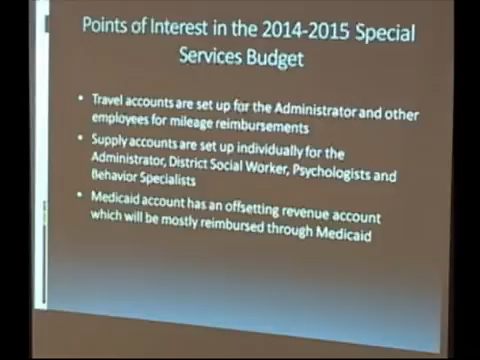 Points of Interest in the 2014-2015 Special
Services Budget
• Travel accounts are set up for the Administrator and other
employees for mileage reimbursements
• Supply accounts are set up individually for the
Administrator, District Social Worker, Psychologists and
Behavior Specialists
• Medicaid account has an offsetting revenue account
which will be mostly reimbursed through Medicaid